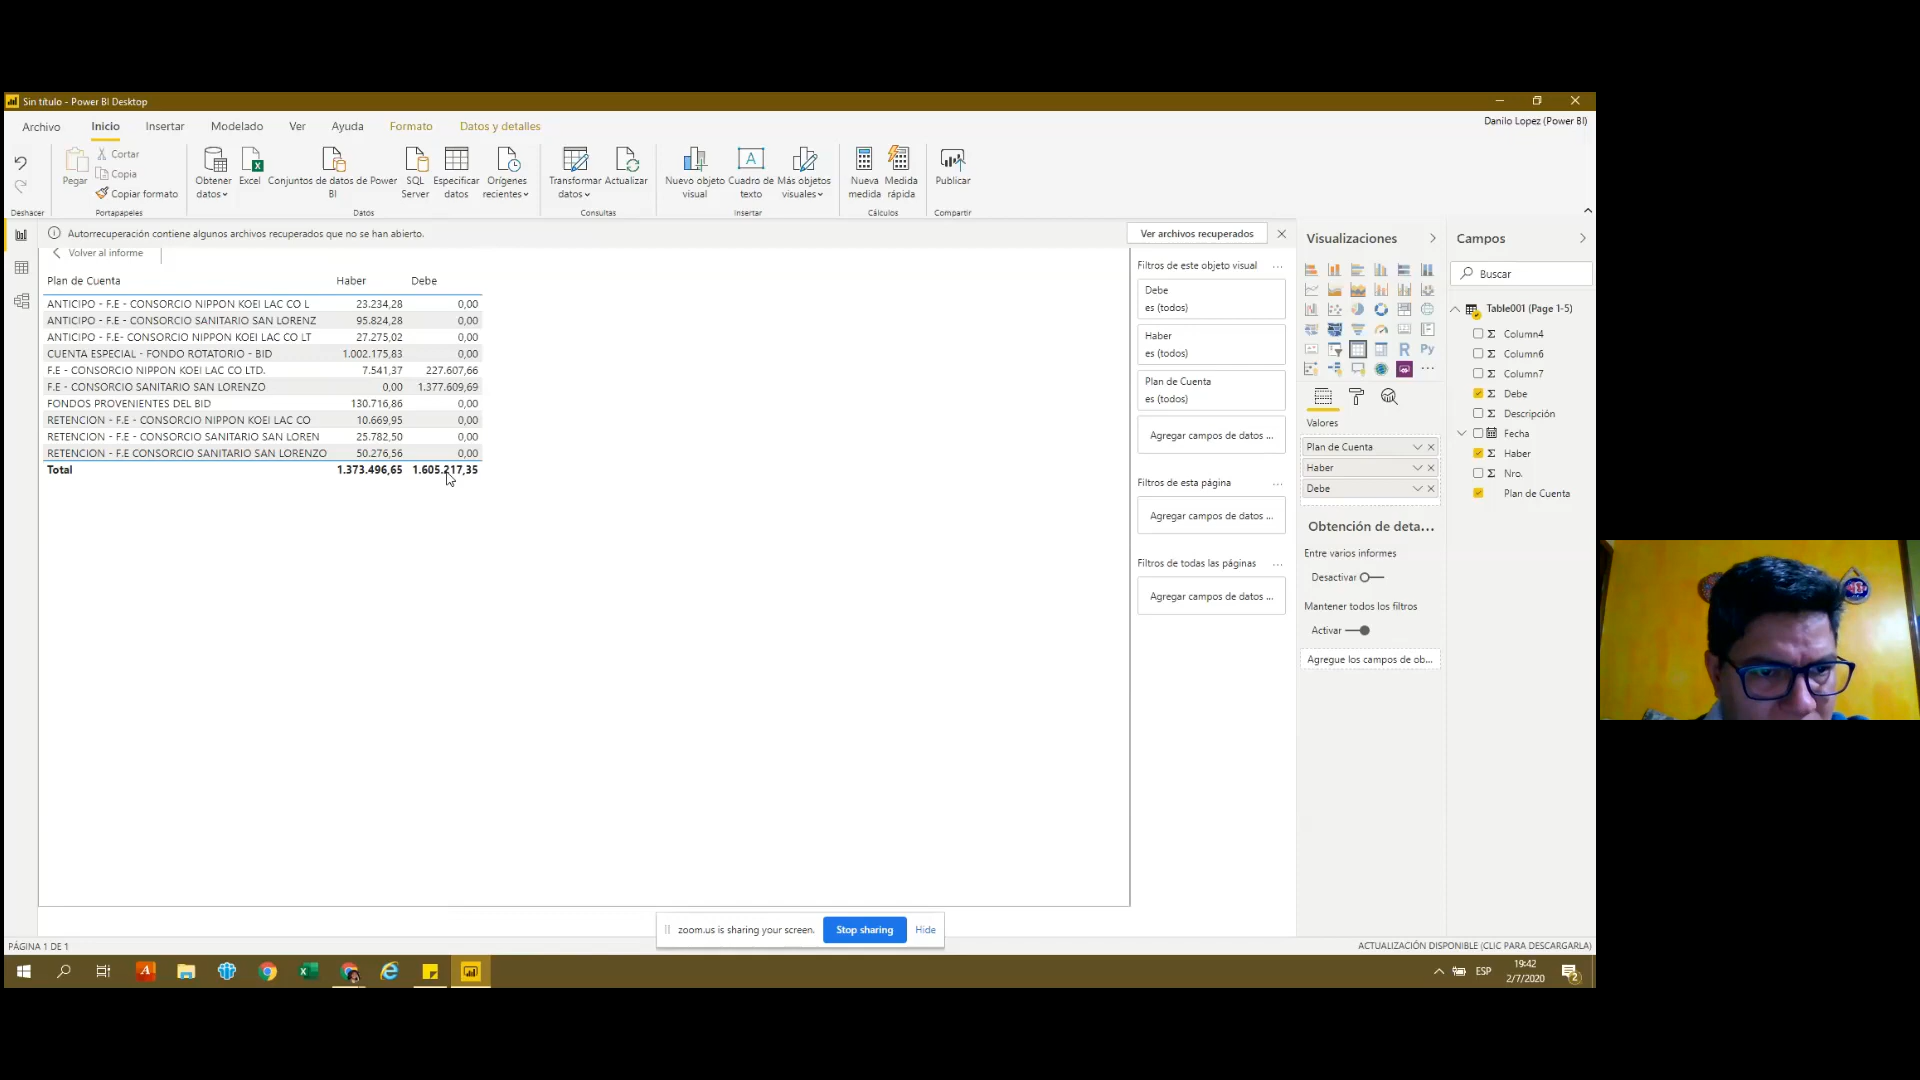 Sin título - Power BI Desktop
Danilo Lopez (Power BI)
Archivo Inicio Insertar Modelado Ver Ayuda Formato Datos y detalles
Pegar
Cortar
Copia
Copiar formato
Obtener datos
Excel
Conjuntos de datos de Power BI
SQL Server
Especificar datos
Orígenes recientes
Transformar datos
Actualizar
Nuevo objeto visual
Cuadro de texto
Más objetos visuales
Nueva medida
Medida rápida
Publicar
Deshacer Portapapeles Datos Consultas Insertar Cálculos Compartir
Autorrecuperación contiene algunos archivos recuperados que no se han abierto.
Ver archivos recuperados
Volver al informe
Plan de Cuenta Haber Debe
ANTICIPO - F.E - CONSORCIO NIPPON KOEI LAC CO L 23.234,28 0,00
ANTICIPO - F.E - CONSORCIO SANITARIO SAN LORENZ 95.824,28 0,00
ANTICIPO - F.E- CONSORCIO NIPPON KOEI LAC CO LT 27.275,02 0,00
CUENTA ESPECIAL - FONDO ROTATORIO - BID 1.002.175,83 0,00
F.E - CONSORCIO NIPPON KOEI LAC CO LTD. 7.541,37 227.607,66
F.E - CONSORCIO SANITARIO SAN LORENZO 0,00 1.377.609,69
FONDOS PROVENIENTES DEL BID 130.716,86 0,00
RETENCION - F.E - CONSORCIO NIPPON KOEI LAC CO 10.669,95 0,00
RETENCION - F.E - CONSORCIO SANITARIO SAN LOREN 25.782,50 0,00
RETENCION - F.E CONSORCIO SANITARIO SAN LORENZO 50.276,56 0,00
Total 1.373.496,65 1.605.217,35
Filtros de este objeto visual ...
Debe
es (todos)
Haber
es (todos)
Plan de Cuenta
es (todos)
Agregar campos de datos ...
Filtros de esta página ...
Agregar campos de datos ...
Filtros de todas las páginas ...
Agregar campos de datos ...
Visualizaciones
R Py
...
Valores
Plan de Cuenta
Haber
Debe
Obtención de deta...
Entre varios informes
Desactivar
Mantener todos los filtros
Activar
Agregue los campos de ob...
Campos
Buscar
Table001 (Page 1-5)
Σ Column4
Σ Column6
Σ Column7
Σ Debe
Σ Descripción
Fecha
Σ Haber
Σ Nro.
Plan de Cuenta
zoom.us is sharing your screen. Stop sharing Hide
PÁGINA 1 DE 1
ACTUALIZACIÓN DISPONIBLE (CLIC PARA DESCARGARLA)
ESP
19:42
2/7/2020
2